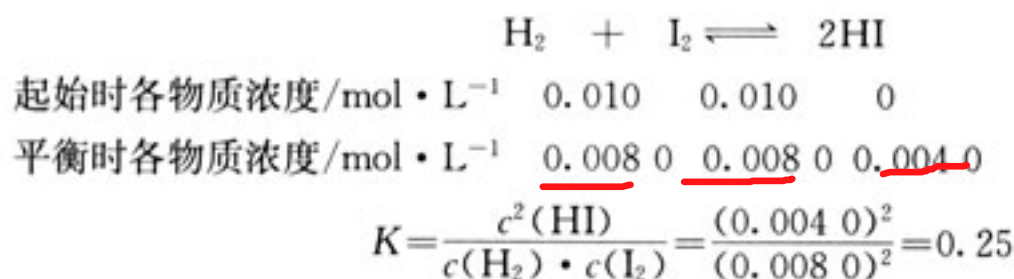 H₂ + I₂ ⇌ 2HI
起始时各物质浓度/mol·L⁻¹ 0.010 0.010 0
平衡时各物质浓度/mol·L⁻¹ 0.008 0 0.008 0 0.004 0
K=c²(HI)/c(H₂)·c(I₂)=(0.004 0)²/(0.008 0)²=0.25